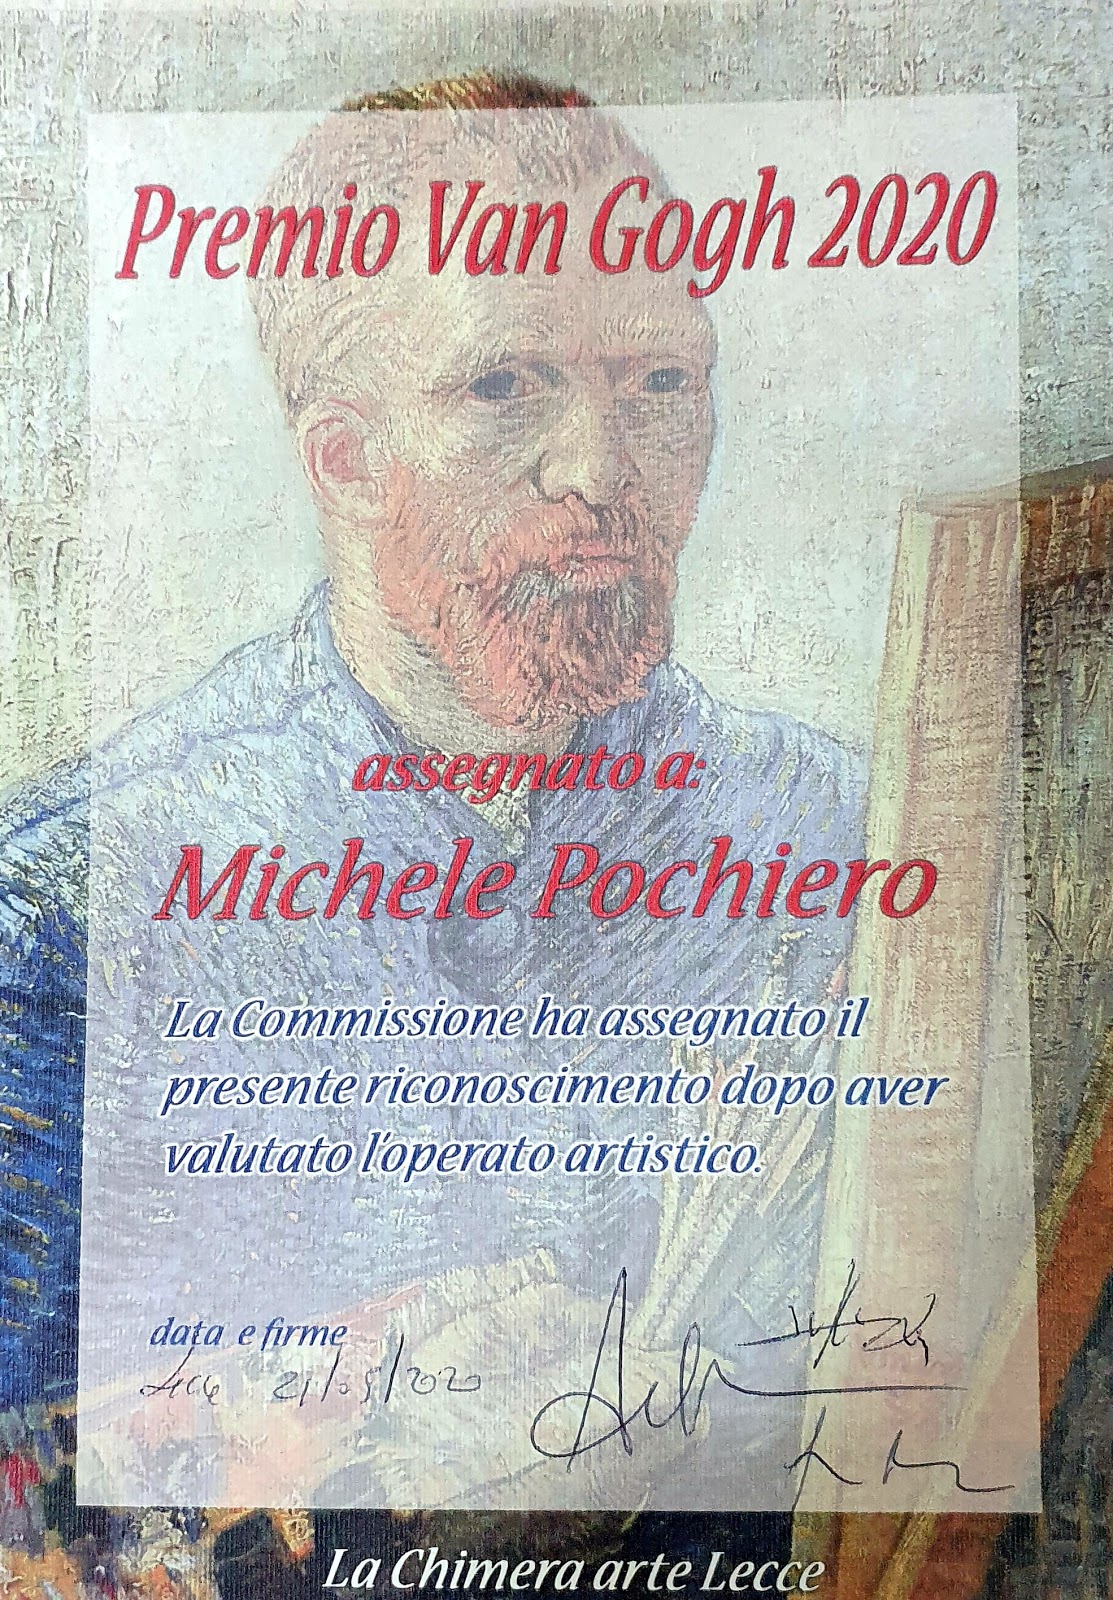 Premio Van Gogh 2020
assegnato a:
Michele Pochiero
La Commissione ha assegnato il
presente riconoscimento dopo aver
valutato l'operato artistico.
data e firme
Lecce 21/09/2020
La Chimera arte Lecce